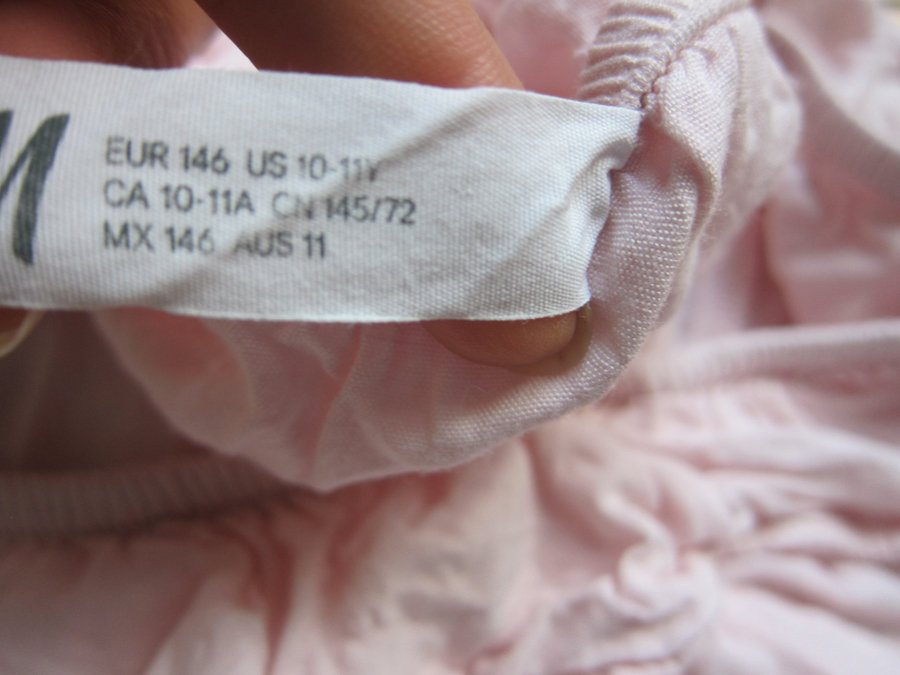 EUR 146 US 10-11Y
CA 10-11A CN 145/72
MX 146 AUS 11